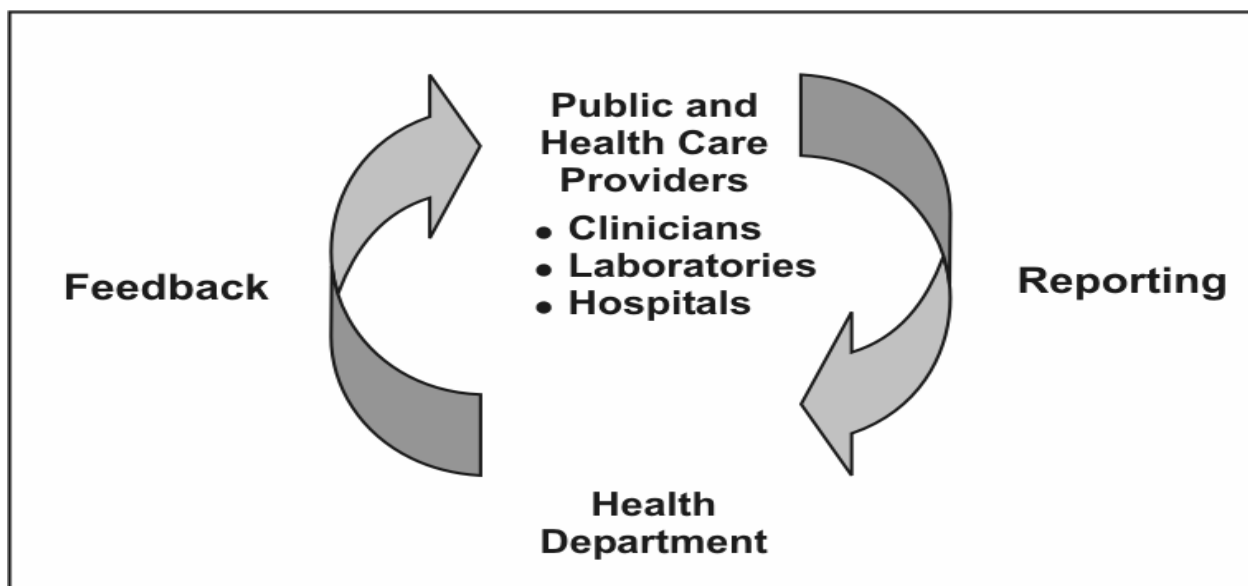 Public and
Health Care
Providers
• Clinicians
• Laboratories
• Hospitals
Feedback
Reporting
Health
Department